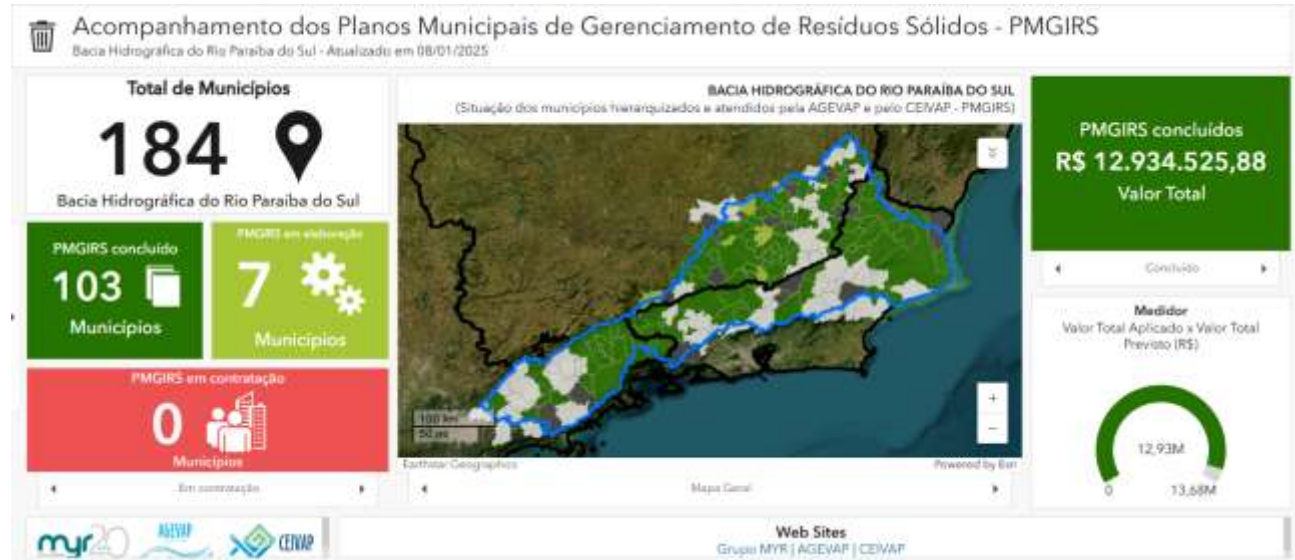 Acompanhamento dos Planos Municipais de Gerenciamento de Resíduos Sólidos - PMGIRS
Bacia Hidrográfica do Rio Paraíba do Sul - Atualizado em 08/01/2025
Total de Municípios
184
Bacia Hidrográfica do Rio Paraíba do Sul
PMGIRS concluído
103
Municípios
PMGIRS em elaboração
7
Municípios
PMGIRS em contratação
0
Municípios
Em contratação
BACIA HIDROGRÁFICA DO RIO PARAÍBA DO SUL
(Situação dos municípios hierarquizados e atendidos pela AGEVAP e pelo CEIVAP - PMGIRS)
100 km
50 mi
+
−
Earthstar Geographics
Powered by Esri
Mapa Geral
PMGIRS concluídos
R$ 12.934.525,88
Valor Total
Concluído
Medidor
Valor Total Aplicado x Valor Total
Previsto (R$)
12,93M
0
13,68M
myr20
AGEVAP
CEIVAP
Web Sites
Grupo MYR | AGEVAP | CEIVAP